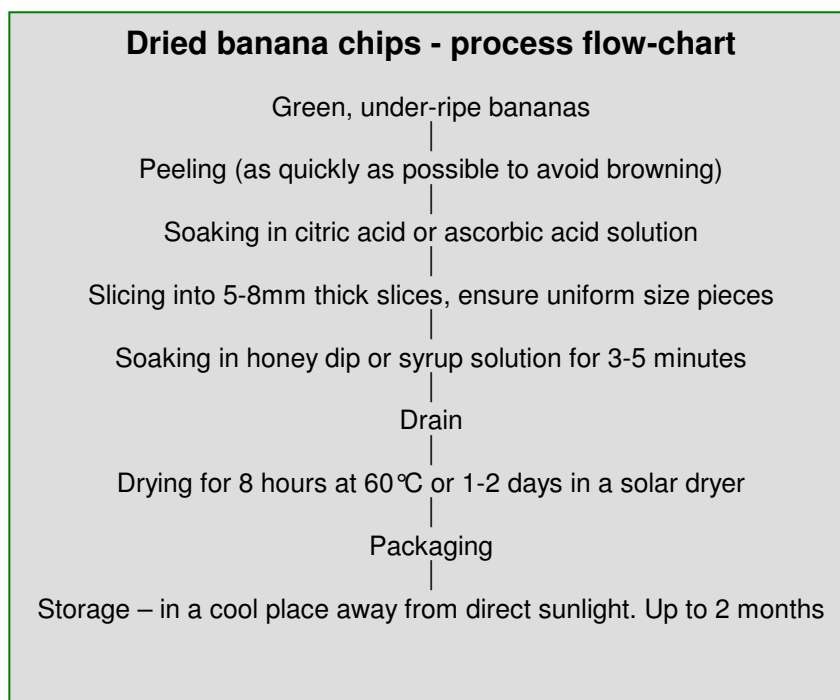 Dried banana chips - process flow-chart
Green, under-ripe bananas
Peeling (as quickly as possible to avoid browning)
Soaking in citric acid or ascorbic acid solution
Slicing into 5-8mm thick slices, ensure uniform size pieces
Soaking in honey dip or syrup solution for 3-5 minutes
Drain
Drying for 8 hours at 60°C or 1-2 days in a solar dryer
Packaging
Storage – in a cool place away from direct sunlight. Up to 2 months